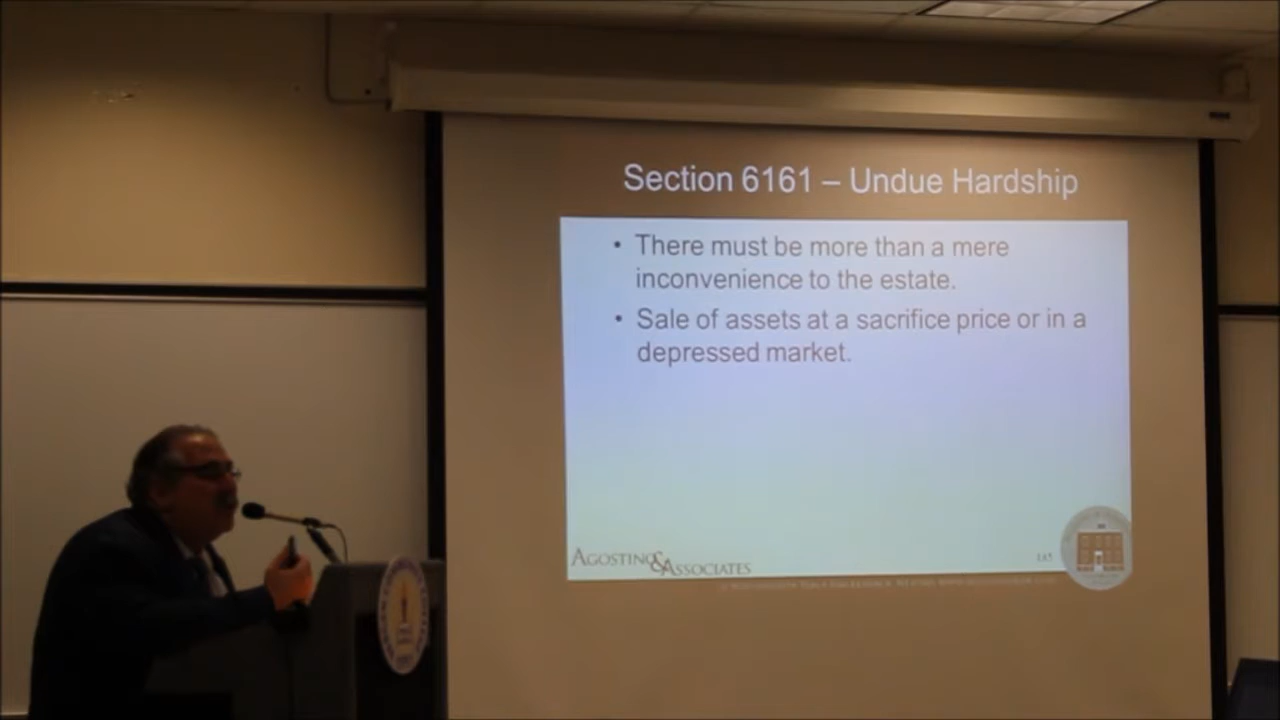 Section 6161 – Undue Hardship
• There must be more than a mere
inconvenience to the estate.
• Sale of assets at a sacrifice price or in a
depressed market.
AGOSTINO & ASSOCIATES